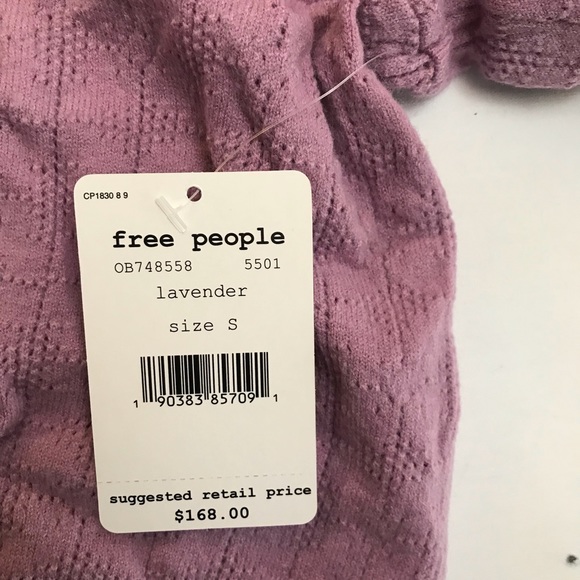 CP1830 8 9
free people
OB748558 5501
lavender
size S
1 90383 85709 1
suggested retail price
$168.00